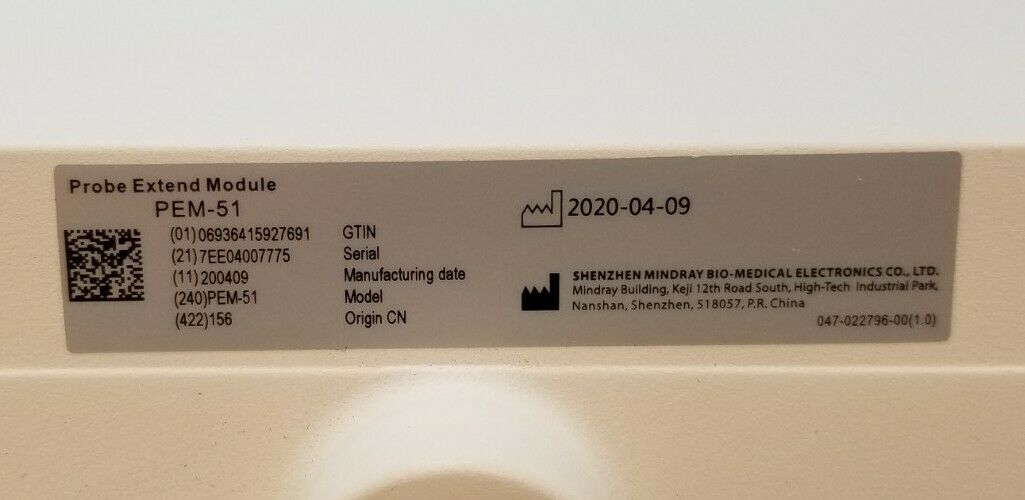 Probe Extend Module
PEM-51
(01)06936415927691 GTIN
(21)7EE04007775 Serial
(11)200409 Manufacturing date
(240)PEM-51 Model
(422)156 Origin CN
2020-04-09
SHENZHEN MINDRAY BIO-MEDICAL ELECTRONICS CO., LTD.
Mindray Building, Keji 12th Road South, High-Tech Industrial Park,
Nanshan, Shenzhen, 518057, P.R. China
047-022796-00(1.0)